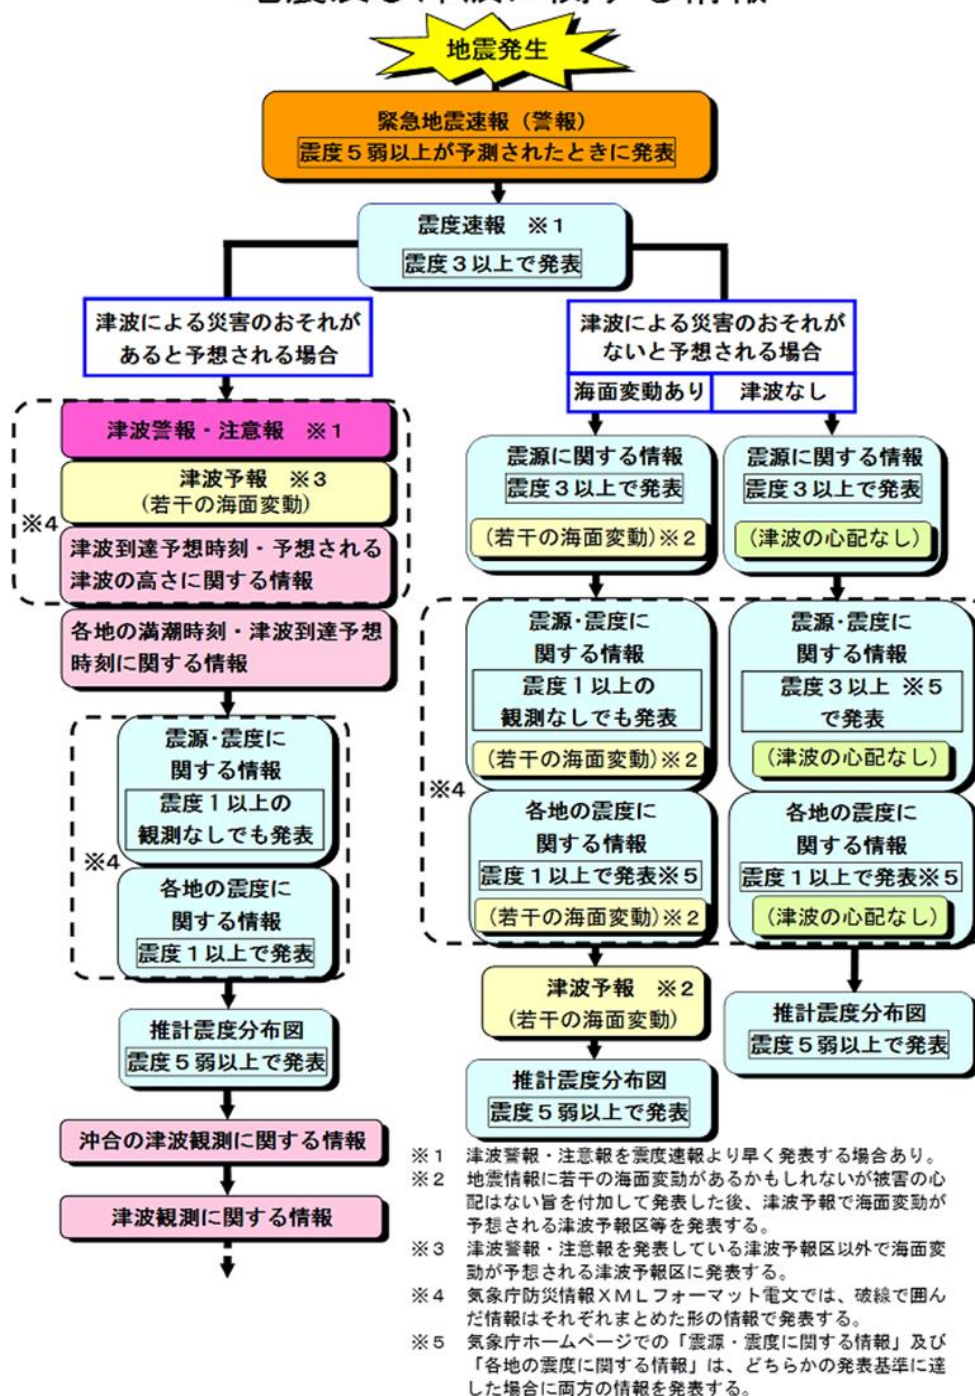 地震及び津波に関する情報
地震発生
緊急地震速報（警報）
震度５弱以上が予測されたときに発表
震度速報　※１
震度３以上で発表
津波による災害のおそれが
あると予想される場合
津波による災害のおそれが
ないと予想される場合
海面変動あり
津波なし
※4
津波警報・注意報　※１
津波予報　※３
(若干の海面変動)
津波到達予想時刻・予想される
津波の高さに関する情報
各地の満潮時刻・津波到達予想
時刻に関する情報
※4
震源・震度に
関する情報
震度１以上の
観測なしでも発表
各地の震度に
関する情報
震度１以上で発表
推計震度分布図
震度５弱以上で発表
沖合の津波観測に関する情報
津波観測に関する情報
震源に関する情報
震度３以上で発表
(若干の海面変動)※２
※4
震源・震度に
関する情報
震度１以上の
観測なしでも発表
(若干の海面変動)※２
各地の震度に
関する情報
震度１以上で発表※５
(若干の海面変動)※２
津波予報　※２
(若干の海面変動)
推計震度分布図
震度５弱以上で発表
震源に関する情報
震度３以上で発表
(津波の心配なし)
震源・震度に
関する情報
震度３以上 ※５
で発表
(津波の心配なし)
各地の震度に
関する情報
震度１以上で発表※５
(津波の心配なし)
推計震度分布図
震度５弱以上で発表
※１　津波警報・注意報を震度速報より早く発表する場合あり。
※２　地震情報に若干の海面変動があるかもしれないが被害の心
配はない旨を付加して発表した後、津波予報で海面変動が
予想される津波予報区等を発表する。
※３　津波警報・注意報を発表している津波予報区以外で海面変
動が予想される津波予報区に発表する。
※４　気象庁防災情報ＸＭＬフォーマット電文では、破線で囲ん
だ情報はそれぞれまとめた形の情報で発表する。
※５　気象庁ホームページでの「震源・震度に関する情報」及び
「各地の震度に関する情報」は、どちらかの発表基準に達
した場合に両方の情報を発表する。